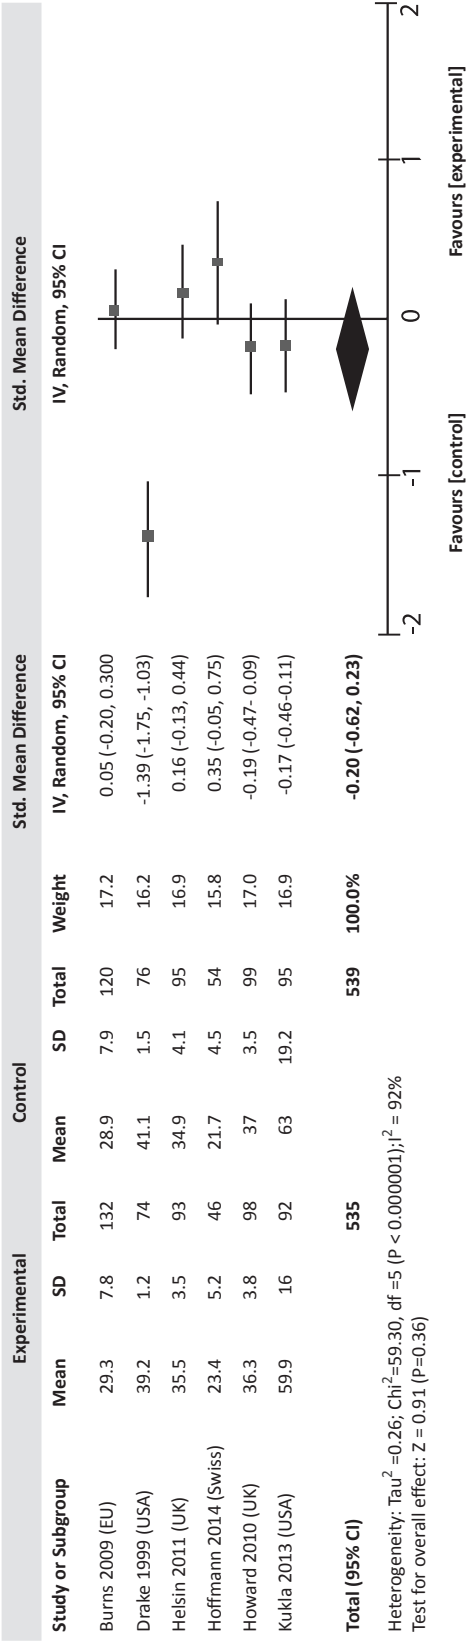 Experimental Control Std. Mean Difference Std. Mean Difference
Study or Subgroup Mean SD Total Mean SD Total Weight IV, Random, 95% CI IV, Random, 95% CI
Burns 2009 (EU) 29.3 7.8 132 28.9 7.9 120 17.2 0.05 (-0.20, 0.300
Drake 1999 (USA) 39.2 1.2 74 41.1 1.5 76 16.2 -1.39 (-1.75, -1.03)
Helsin 2011 (UK) 35.5 3.5 93 34.9 4.1 95 16.9 0.16 (-0.13, 0.44)
Hoffmann 2014 (Swiss) 23.4 5.2 46 21.7 4.5 54 15.8 0.35 (-0.05, 0.75)
Howard 2010 (UK) 36.3 3.8 98 37 3.5 99 17.0 -0.19 (-0.47- 0.09)
Kukla 2013 (USA) 59.9 16 92 63 19.2 95 16.9 -0.17 (-0.46-0.11)
Total (95% CI) 535 539 100.0% -0.20 (-0.62, 0.23)
Heterogeneity: Tau² =0.26; Chi²=59.30, df =5 (P < 0.000001);I² = 92%
Test for overall effect: Z = 0.91 (P=0.36)
-2 -1 0 1 2
Favours [control] Favours [experimental]